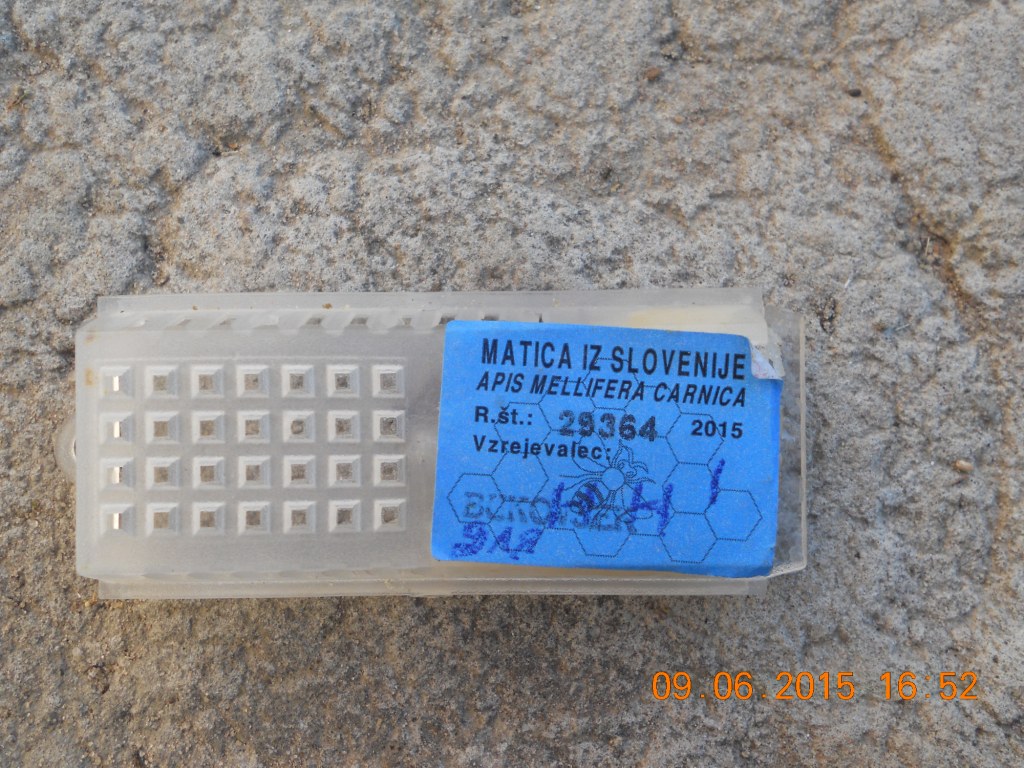 MATICA IZ SLOVENIJE
APIS MELLIFERA CARNICA
R.št.: 29364 2015
Vzrejevalec:
09.06.2015 16:52